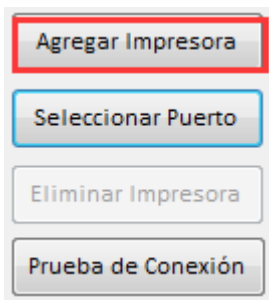 Agregar Impresora
Seleccionar Puerto
Eliminar Impresora
Prueba de Conexión